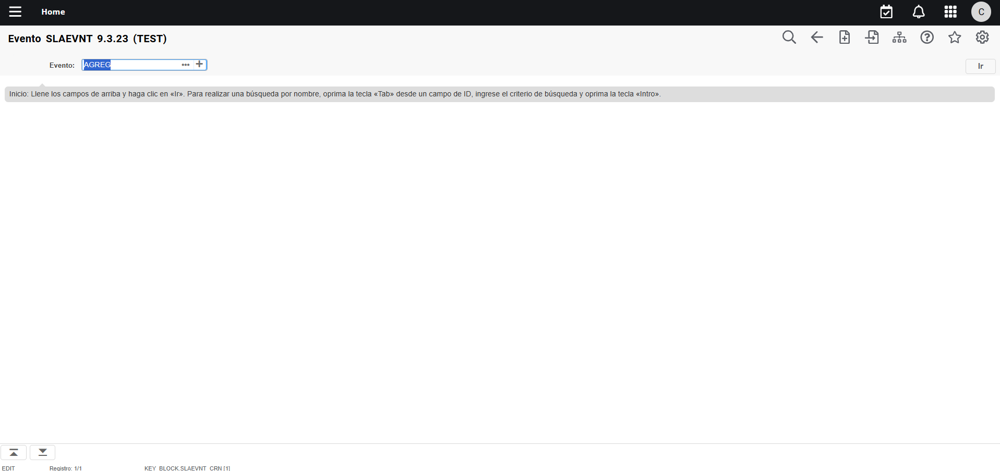 Home
C
Evento SLAEVNT 9.3.23 (TEST)
Evento: AGREG
Ir
Inicio: Llene los campos de arriba y haga clic en «Ir». Para realizar una búsqueda por nombre, oprima la tecla «Tab» desde un campo de ID, ingrese el criterio de búsqueda y oprima la tecla «Intro».
EDIT Registro: 1/1 KEY_BLOCK.SLAEVNT_CRN [1]